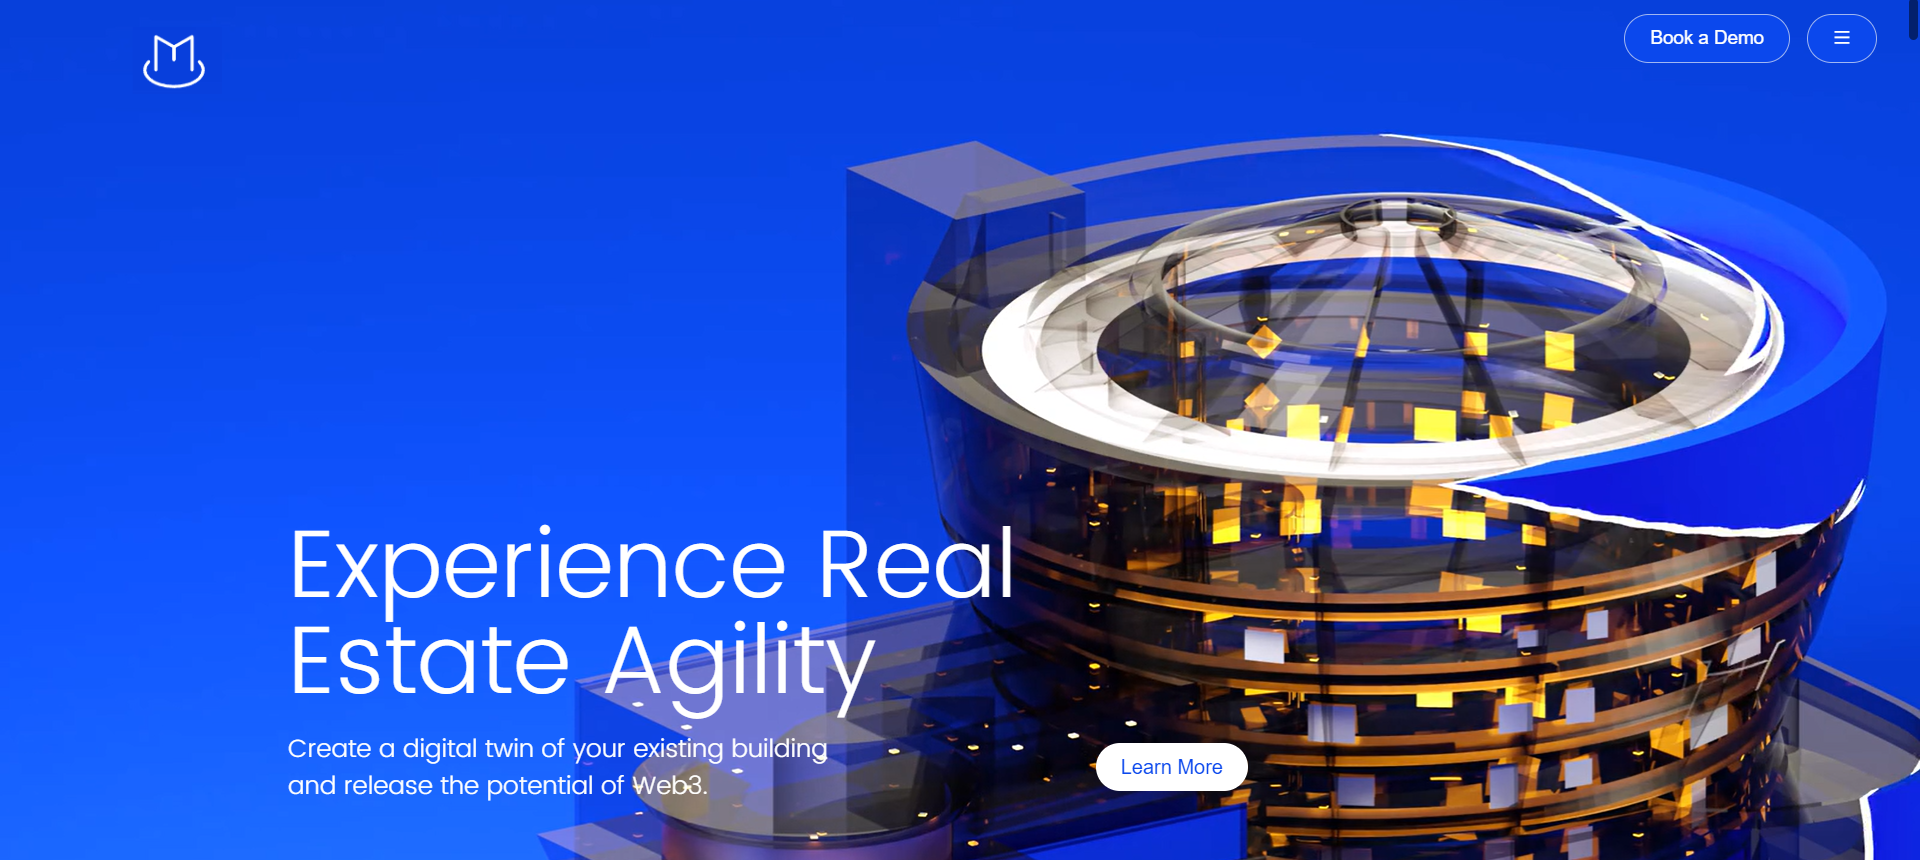 Book a Demo
Experience Real
Estate Agility
Create a digital twin of your existing building
and release the potential of Web3.
Learn More